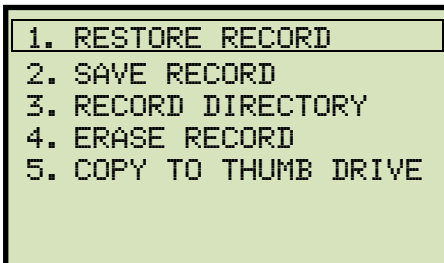 1. RESTORE RECORD
2. SAVE RECORD
3. RECORD DIRECTORY
4. ERASE RECORD
5. COPY TO THUMB DRIVE